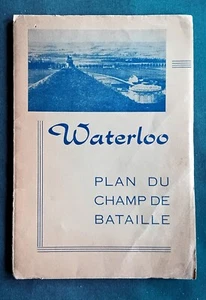 Waterloo
PLAN DU
CHAMP DE
BATAILLE